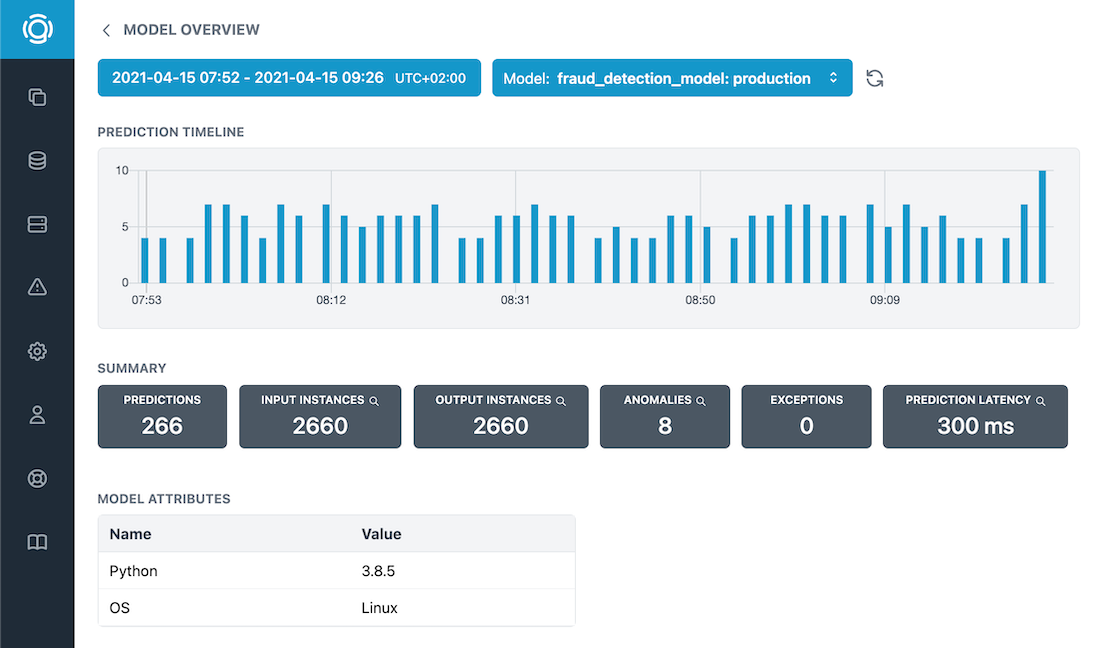 MODEL OVERVIEW
2021-04-15 07:52 - 2021-04-15 09:26 UTC+02:00
Model: fraud_detection_model: production
PREDICTION TIMELINE
10
5
0
07:53 08:12 08:31 08:50 09:09
SUMMARY
PREDICTIONS INPUT INSTANCES OUTPUT INSTANCES ANOMALIES EXCEPTIONS PREDICTION LATENCY
266 2660 2660 8 0 300 ms
MODEL ATTRIBUTES
Name Value
Python 3.8.5
OS Linux